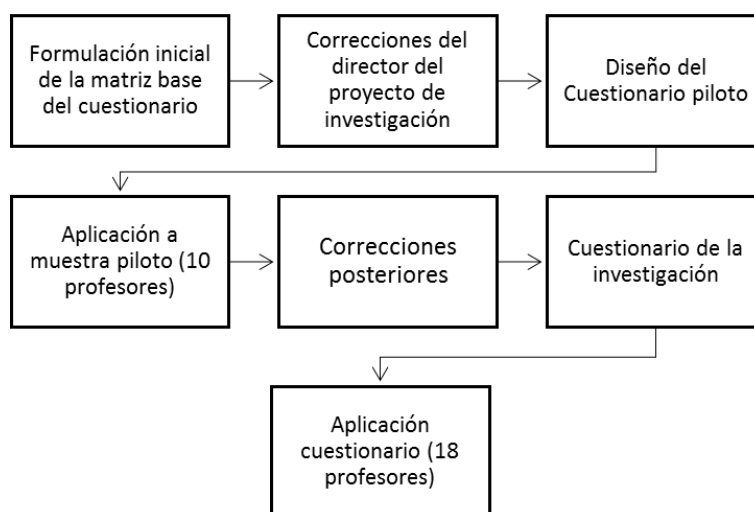 Formulación inicial
de la matriz base
del cuestionario
Correcciones del
director del
proyecto de
investigación
Diseño del
Cuestionario piloto
Aplicación a
muestra piloto (10
profesores)
Correcciones
posteriores
Cuestionario de la
investigación
Aplicación
cuestionario (18
profesores)